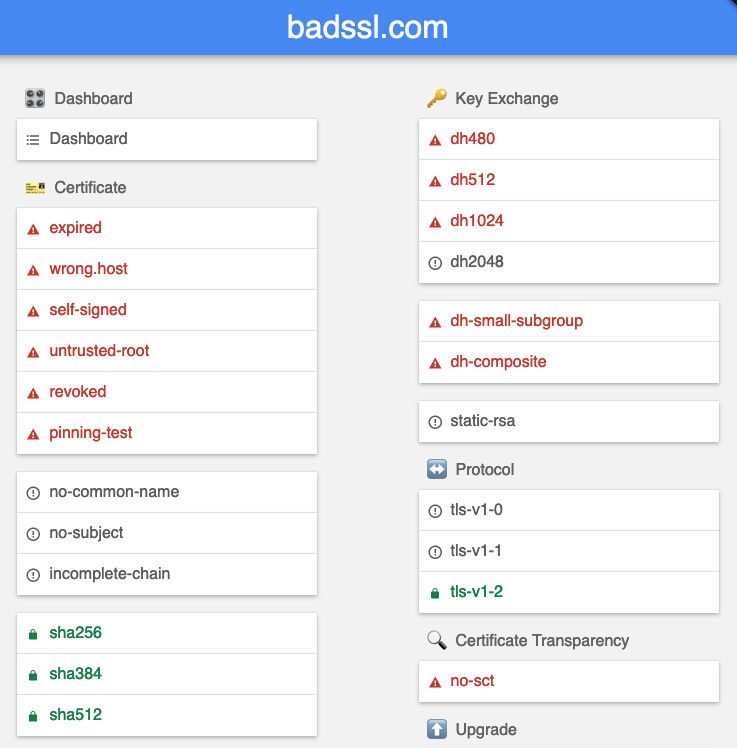 badssl.com
Dashboard
Dashboard
Certificate
expired
wrong.host
self-signed
untrusted-root
revoked
pinning-test
no-common-name
no-subject
incomplete-chain
sha256
sha384
sha512
Key Exchange
dh480
dh512
dh1024
dh2048
dh-small-subgroup
dh-composite
static-rsa
Protocol
tls-v1-0
tls-v1-1
tls-v1-2
Certificate Transparency
no-sct
Upgrade